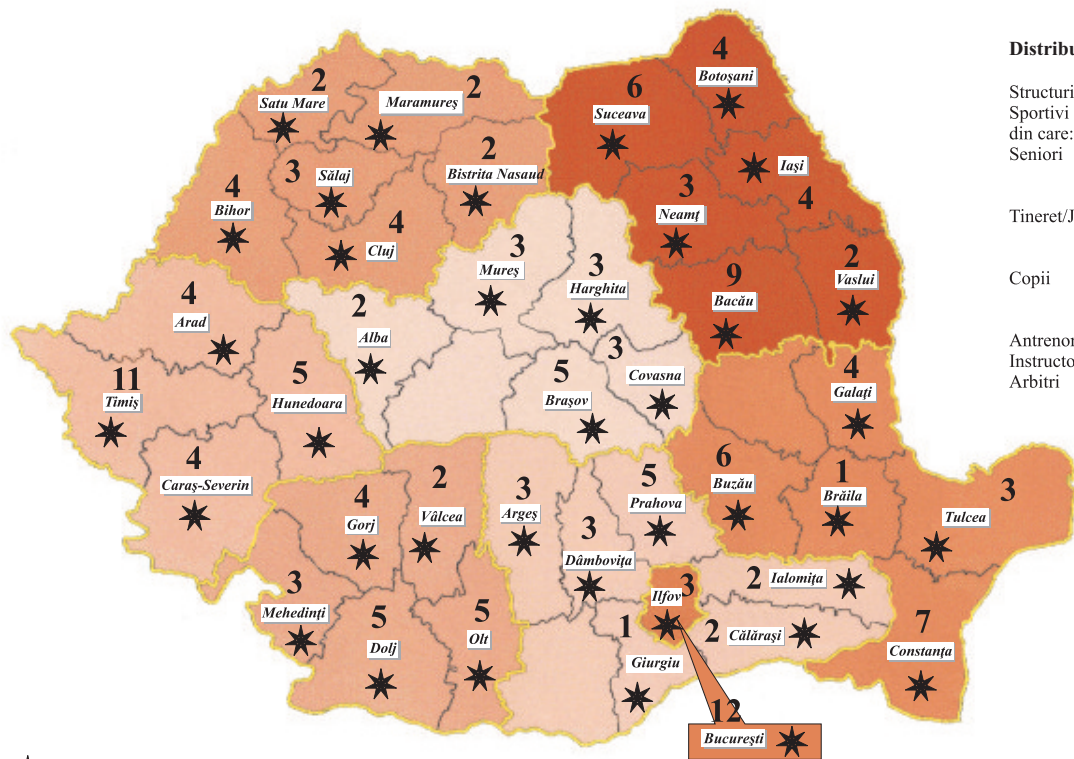 4
Botoșani
6
Suceava
2
Satu Mare
2
Maramureș
Iași
4
2
Bistrita Nasaud
3
Sălaj
4
Bihor
4
Cluj
3
Neamț
9
Bacău
2
Vaslui
3
Mureș
3
Harghita
4
Arad
2
Alba
3
Covasna
5
Brașov
11
Timiș
5
Hunedoara
4
Galați
4
Caraș-Severin
6
Buzău
1
Brăila
3
Tulcea
4
Gorj
2
Vâlcea
3
Argeș
5
Prahova
3
Dâmbovița
3
Ilfov
2
Ialomița
3
Mehedinți
5
Dolj
5
Olt
1
Giurgiu
2
Călărași
7
Constanța
12
București
Structuri
Sportivi
din care:
Seniori
Copii
Arbitri